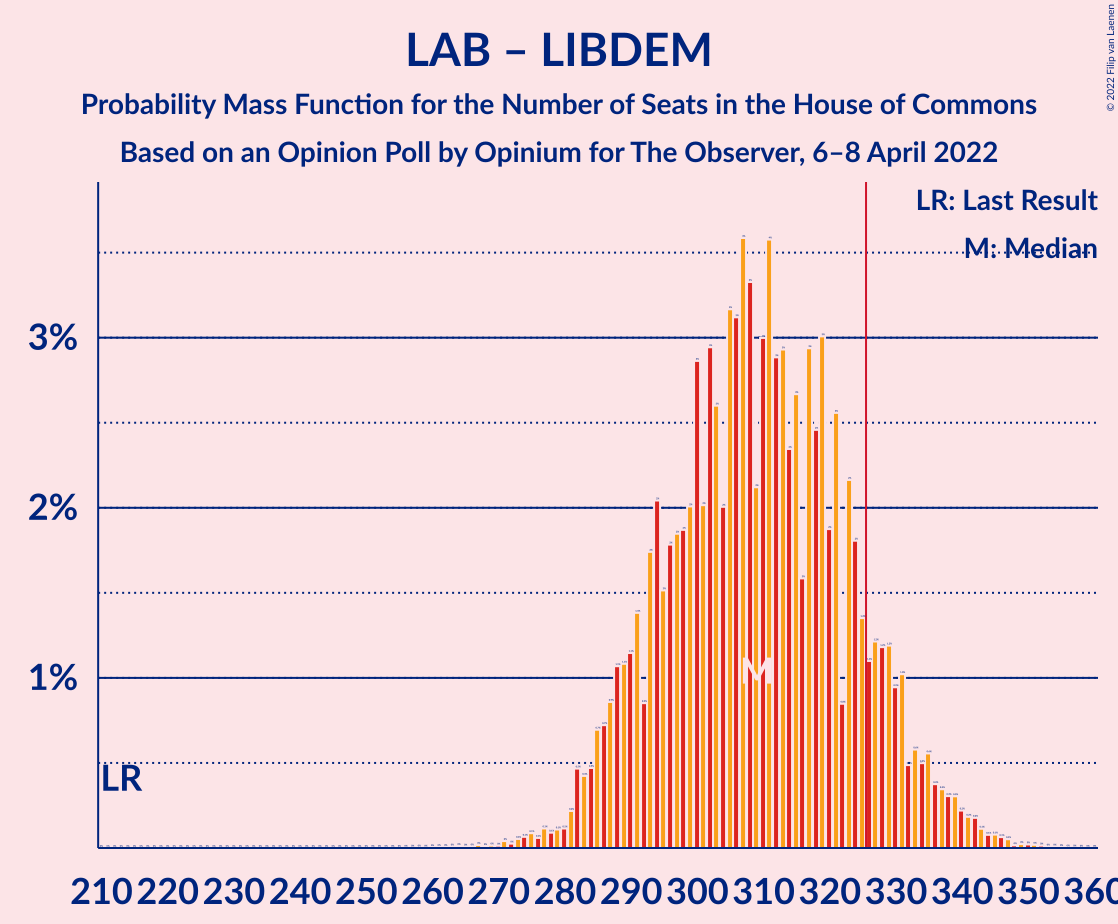 © 2022 Filip van Laenen
LAB – LIBDEM
Probability Mass Function for the Number of Seats in the House of Commons
Based on an Opinion Poll by Opinium for The Observer, 6–8 April 2022
LR: Last Result
M: Median
3%
2%
1%
M
LR
210 220 230 240 250 260 270 280 290 300 310 320 330 340 350 360